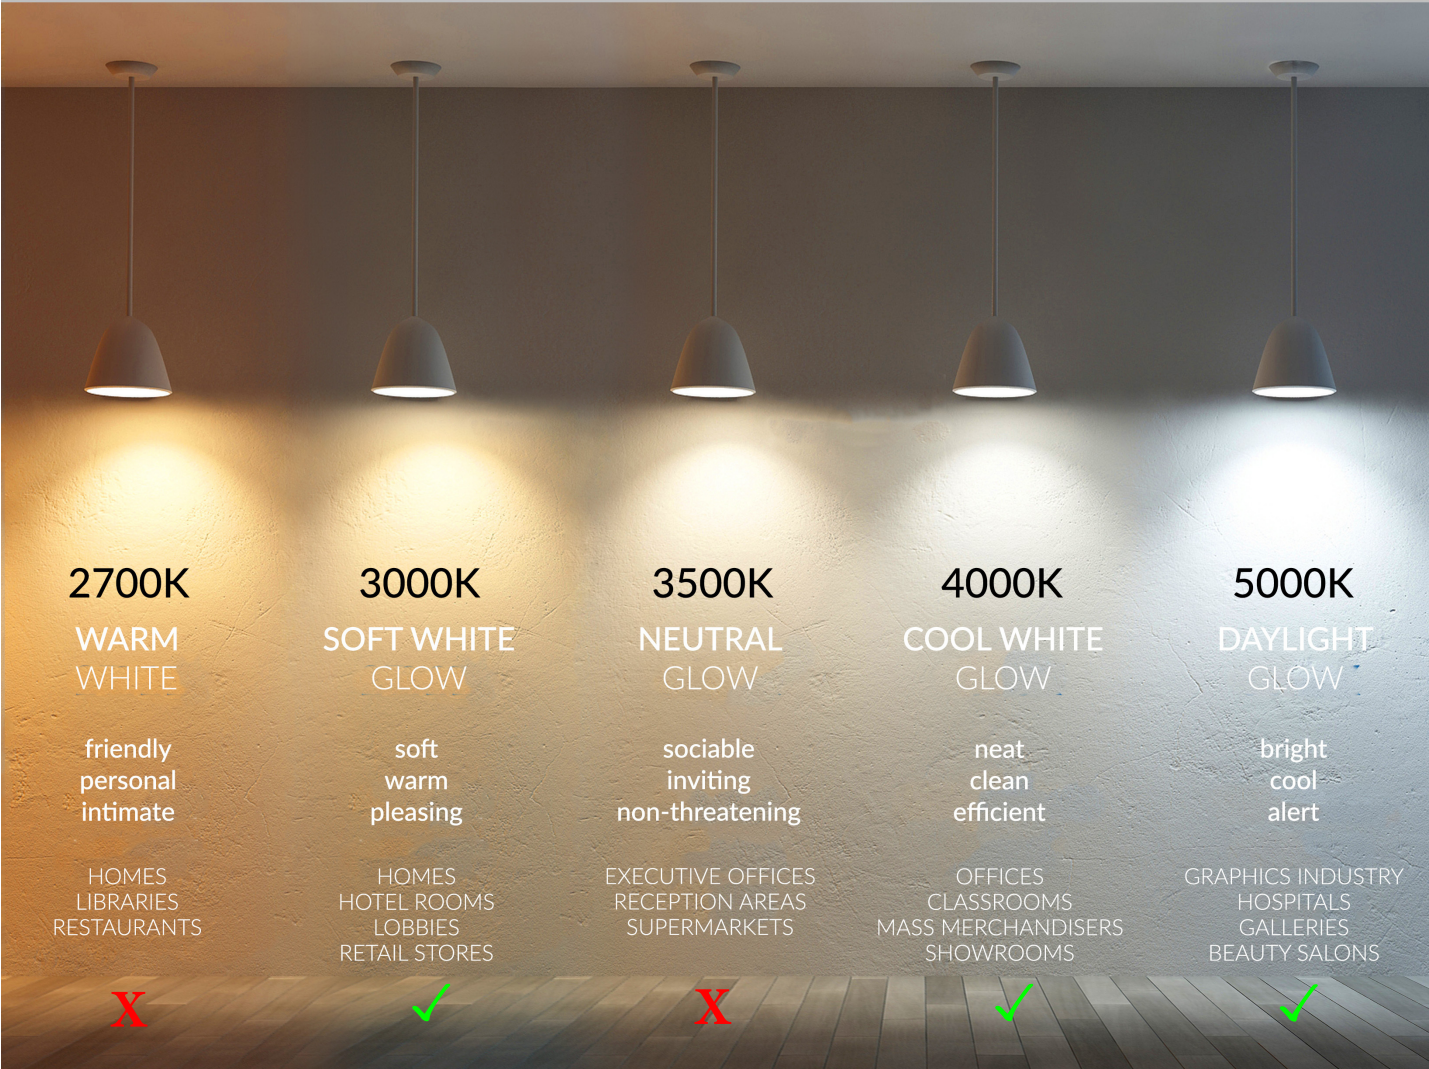 2700K
WARM
WHITE
friendly
personal
intimate
HOMES
LIBRARIES
RESTAURANTS
X
3000K
SOFT WHITE
GLOW
soft
warm
pleasing
HOMES
HOTEL ROOMS
LOBBIES
RETAIL STORES
✓
3500K
NEUTRAL
GLOW
sociable
inviting
non-threatening
EXECUTIVE OFFICES
RECEPTION AREAS
SUPERMARKETS
X
4000K
COOL WHITE
GLOW
neat
clean
efficient
OFFICES
CLASSROOMS
MASS MERCHANDISERS
SHOWROOMS
✓
5000K
DAYLIGHT
GLOW
bright
cool
alert
GRAPHICS INDUSTRY
HOSPITALS
GALLERIES
BEAUTY SALONS
✓